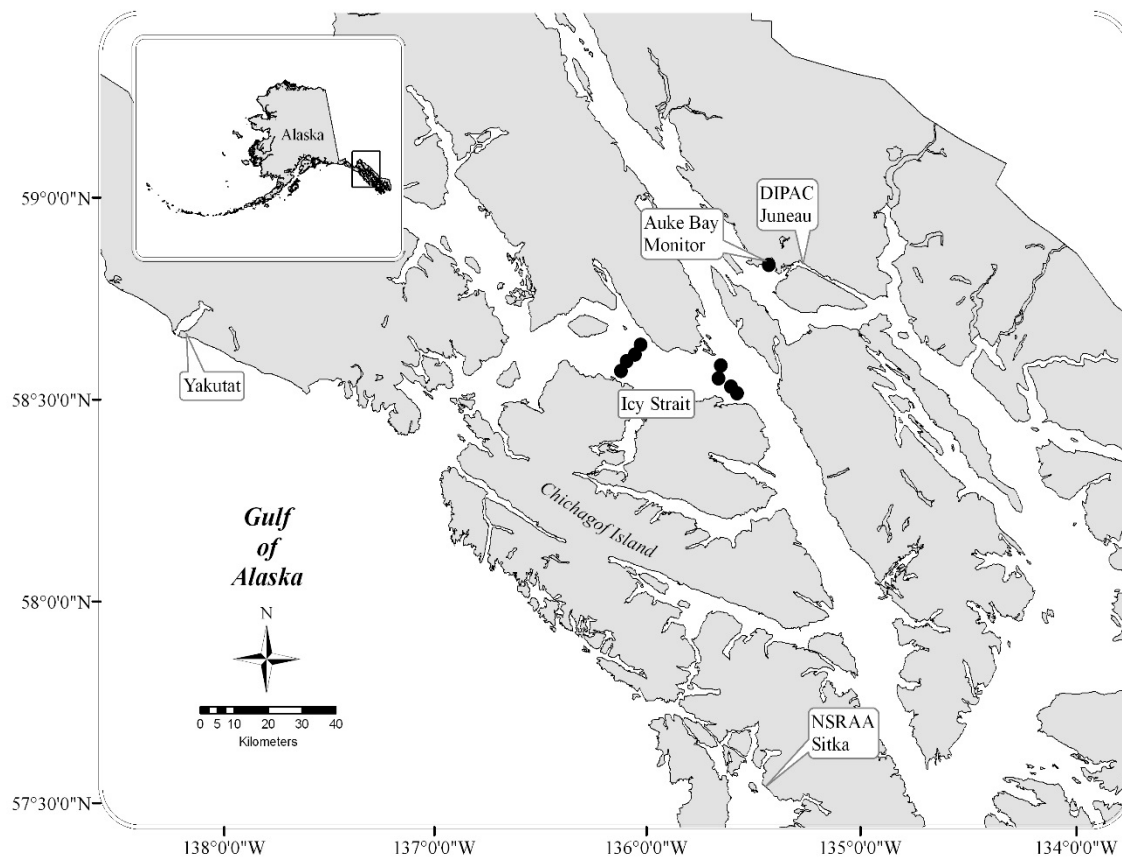 Alaska
59°0'0"N
58°30'0"N
58°0'0"N
57°30'0"N
DIPAC
Juneau
Auke Bay
Monitor
Yakutat
Icy Strait
Chichagof Island
Gulf
of
Alaska
N
0 5 10 20 30 40
Kilometers
NSRAA
Sitka
138°0'0"W
137°0'0"W
136°0'0"W
135°0'0"W
134°0'0"W